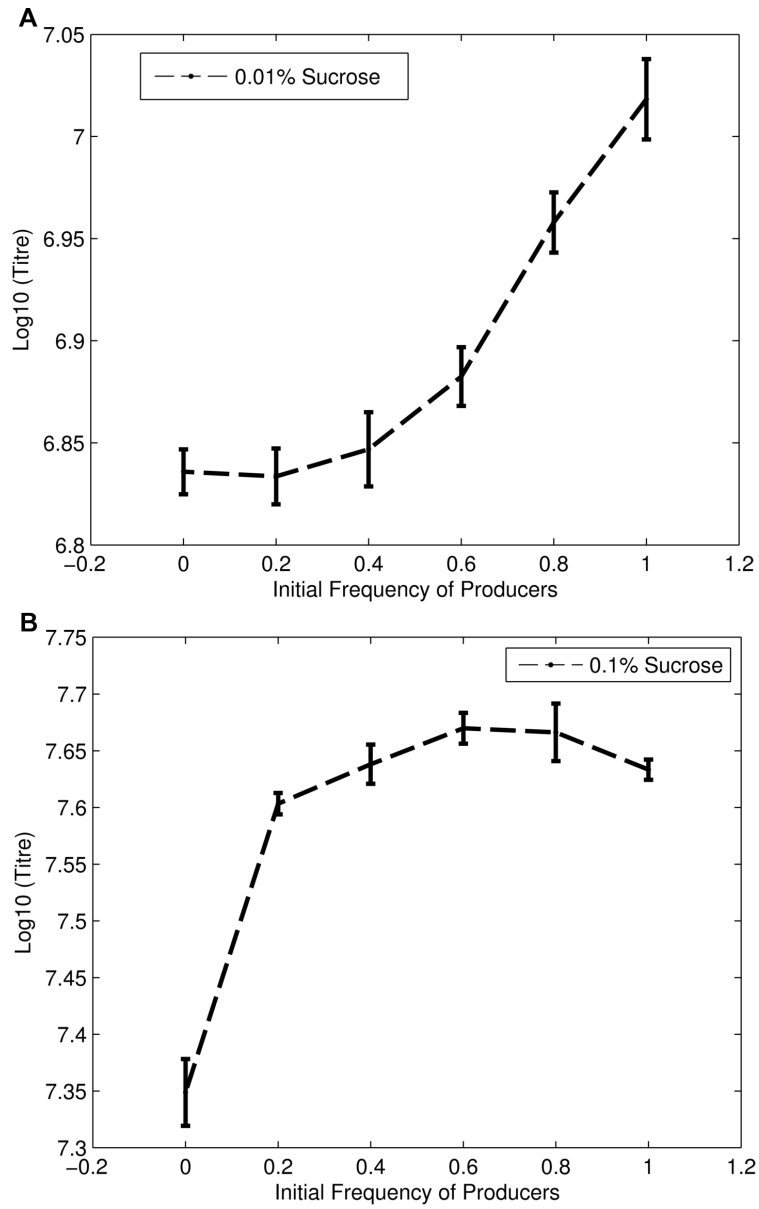 A
7.05
0.01% Sucrose
7
6.95
Log10 (Titre)
6.9
6.85
6.8
−0.2 0 0.2 0.4 0.6 0.8 1 1.2
Initial Frequency of Producers
B
7.75
0.1% Sucrose
7.7
7.65
7.6
7.55
Log10 (Titre)
7.5
7.45
7.4
7.35
7.3
−0.2 0 0.2 0.4 0.6 0.8 1 1.2
Initial Frequency of Producers